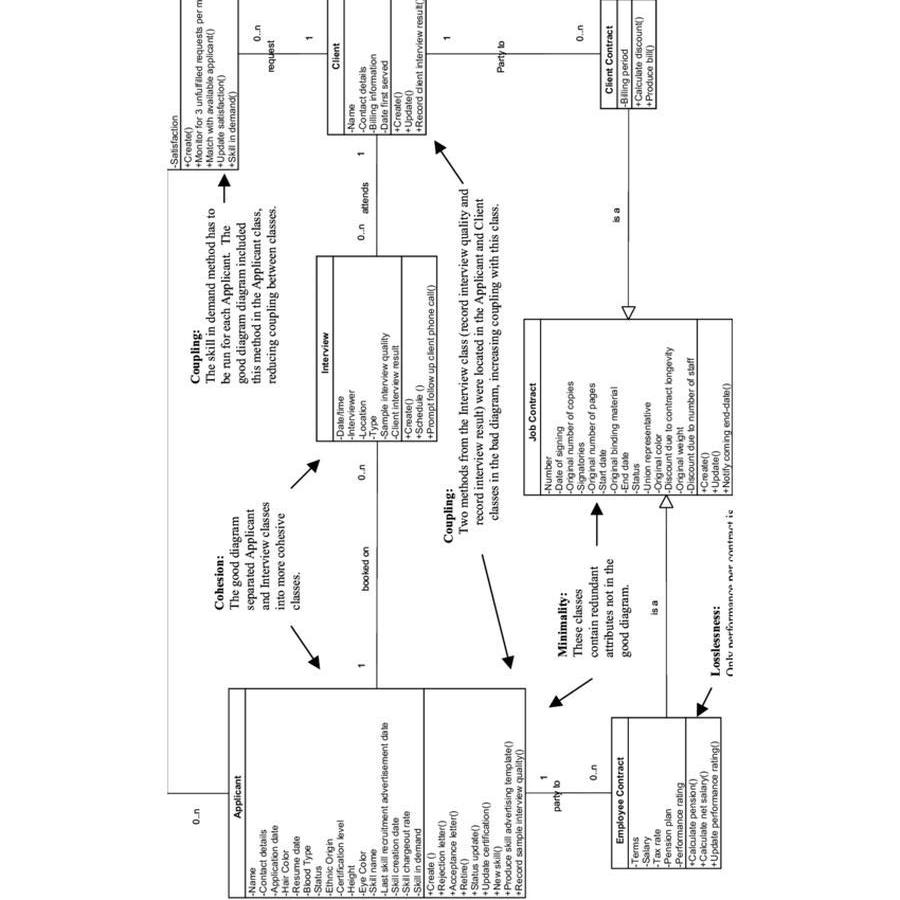 -Satisfaction
+Create()
+Monitor for 3 unfulfilled requests per m
+Match with available applicant()
+Update satisfaction()
+Skill in demand()
0..n
request
1
Client
-Name
-Contact details
-Billing information
-Date first served
+Create()
+Update()
+Record client interview result()
1
Party to
0..n
Client Contract
-Billing period
+Calculate discount()
+Produce bill()
Coupling:
The skill in demand method has to
be run for each Applicant. The
good diagram included
this method in the Applicant class,
reducing coupling between classes.
1
attends
0..n
is a
Interview
-Date/time
-Interviewer
-Location
-Type
-Sample interview quality
-Client interview result
+Create()
+Schedule ()
+Prompt follow up client phone call()
Coupling:
Two methods from the Interview class (record interview quality and
record interview result) were located in the Applicant and Client
classes in the bad diagram, increasing coupling with this class.
Job Contract
-Number
-Date of signing
-Original number of copies
-Signatories
-Original number of pages
-Start date
-Original binding material
-End date
-Status
-Union representative
-Original color
-Discount due to contract longevity
-Original weight
-Discount due to number of staff
+Create()
+Update()
+Notify coming end-date()
Cohesion:
The good diagram
separated Applicant
and Interview classes
into more cohesive
classes.
0..n
booked on
1
Minimality:
These classes
contain redundant
attributes not in the
good diagram.
is a
Losslessness:
Only performance per contract is
0..n
Applicant
-Name
-Contact details
-Application date
-Hair Color
-Resume date
-Blood Type
-Status
-Ethnic Origin
-Certification level
-Height
-Eye Color
-Skill name
-Last skill recruitment advertisement date
-Skill creation date
-Skill chargeout rate
-Skill in demand
+Create ()
+Rejection letter()
+Acceptance letter()
+Retire()
+Status update()
+Update certification()
+New skill()
+Produce skill advertising template()
+Record sample interview quality()
1
party to
0..n
Employee Contract
-Terms
-Salary
-Tax rate
-Pension plan
-Performance rating
+Calculate pension()
+Calculate net salary()
+Update performance rating()